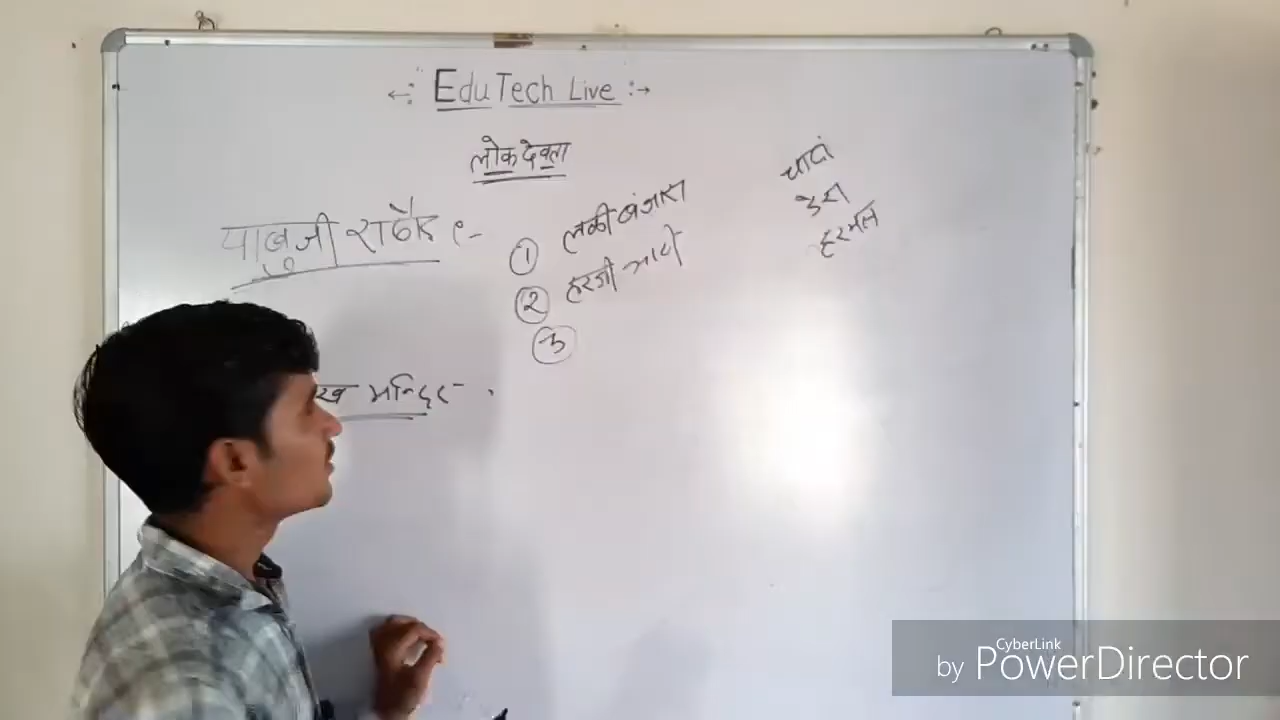 ←: EduTech Live :→
लोक देवता
पाबुजी राठौड़ :-
① लकी बंजारा
② हरजी भाटी
③
चादां
डेरा
हरमल
ख मन्दिर -
CyberLink
by PowerDirector